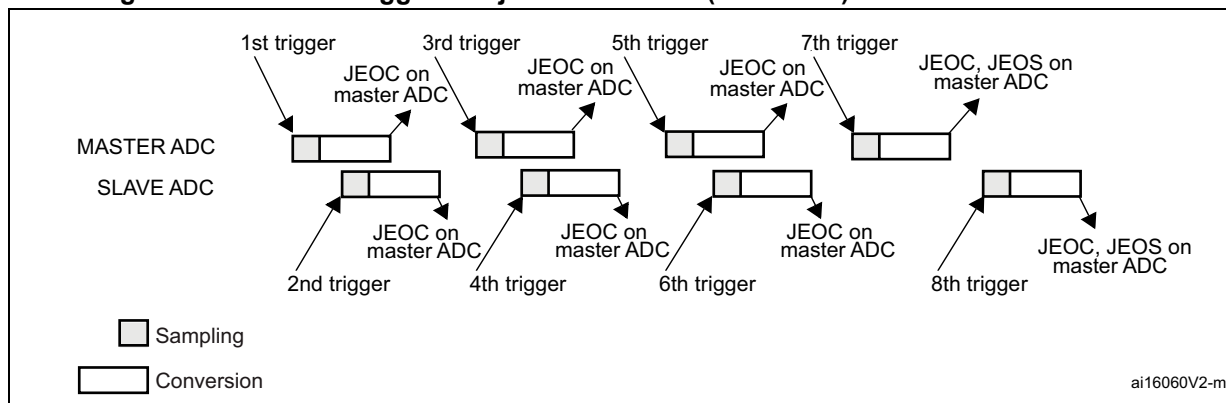 1st trigger
3rd trigger
5th trigger
7th trigger
JEOC on
master ADC
JEOC on
master ADC
JEOC on
master ADC
JEOC, JEOS on
master ADC
MASTER ADC
SLAVE ADC
JEOC on
master ADC
JEOC on
master ADC
JEOC on
master ADC
JEOC, JEOS on
master ADC
2nd trigger
4th trigger
6th trigger
8th trigger
Sampling
Conversion
ai16060V2-m